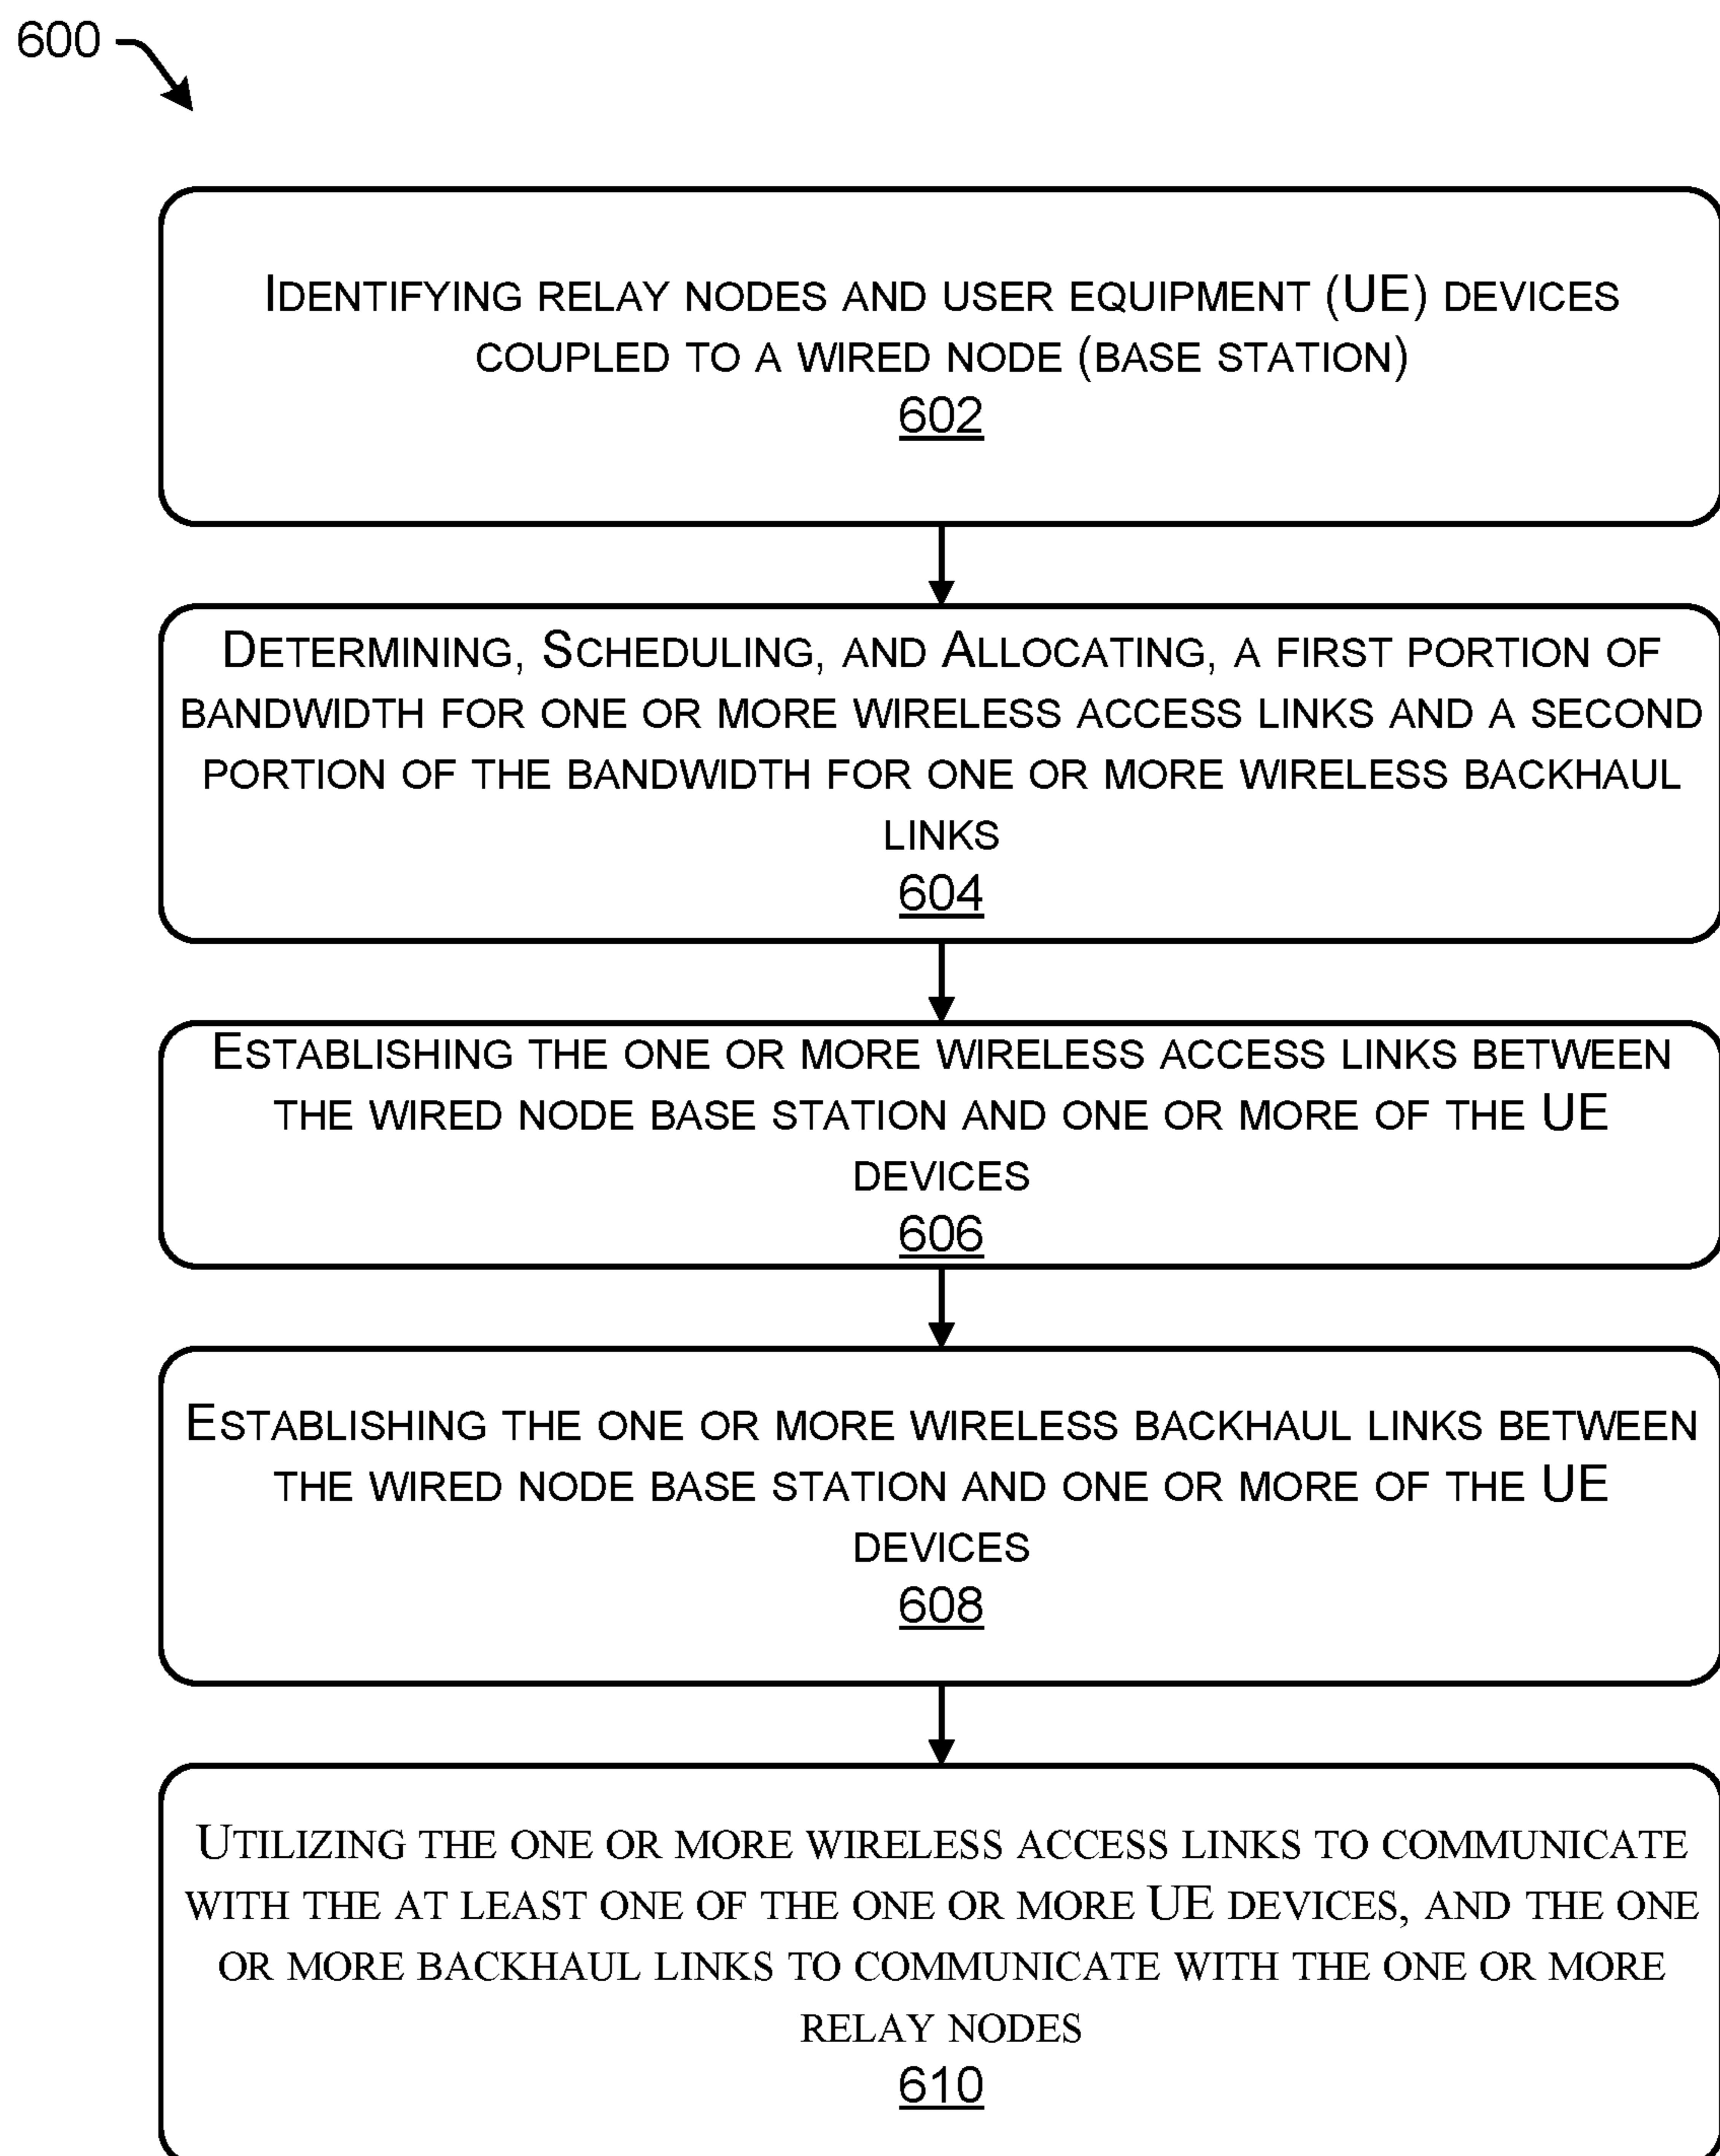 600
IDENTIFYING RELAY NODES AND USER EQUIPMENT (UE) DEVICES
COUPLED TO A WIRED NODE (BASE STATION)
602
DETERMINING, SCHEDULING, AND ALLOCATING, A FIRST PORTION OF
BANDWIDTH FOR ONE OR MORE WIRELESS ACCESS LINKS AND A SECOND
PORTION OF THE BANDWIDTH FOR ONE OR MORE WIRELESS BACKHAUL
LINKS
604
ESTABLISHING THE ONE OR MORE WIRELESS ACCESS LINKS BETWEEN
THE WIRED NODE BASE STATION AND ONE OR MORE OF THE UE
DEVICES
606
ESTABLISHING THE ONE OR MORE WIRELESS BACKHAUL LINKS BETWEEN
THE WIRED NODE BASE STATION AND ONE OR MORE OF THE UE
DEVICES
608
UTILIZING THE ONE OR MORE WIRELESS ACCESS LINKS TO COMMUNICATE
WITH THE AT LEAST ONE OF THE ONE OR MORE UE DEVICES, AND THE ONE
OR MORE BACKHAUL LINKS TO COMMUNICATE WITH THE ONE OR MORE
RELAY NODES
610